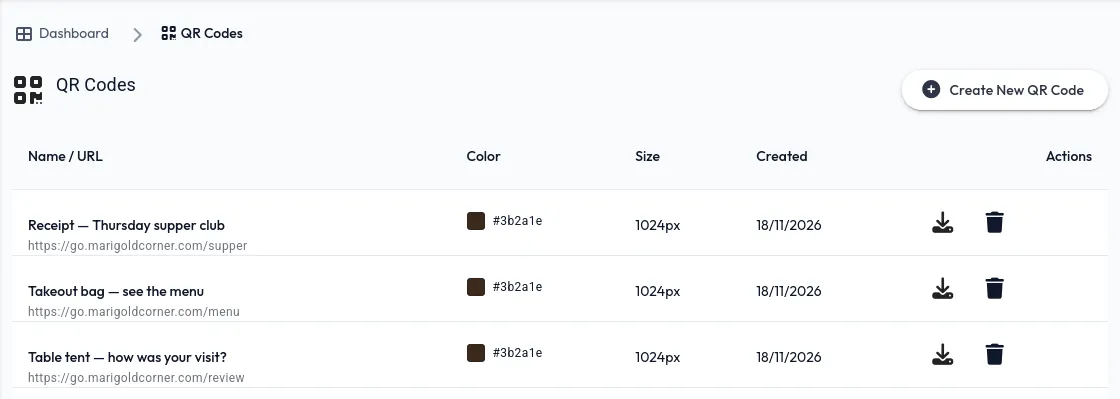 Dashboard QR Codes
QR Codes
Create New QR Code
Name / URL Color Size Created Actions
Receipt — Thursday supper club #3b2a1e 1024px 18/11/2026
https://go.marigoldcorner.com/supper
Takeout bag — see the menu #3b2a1e 1024px 18/11/2026
https://go.marigoldcorner.com/menu
Table tent — how was your visit? #3b2a1e 1024px 18/11/2026
https://go.marigoldcorner.com/review